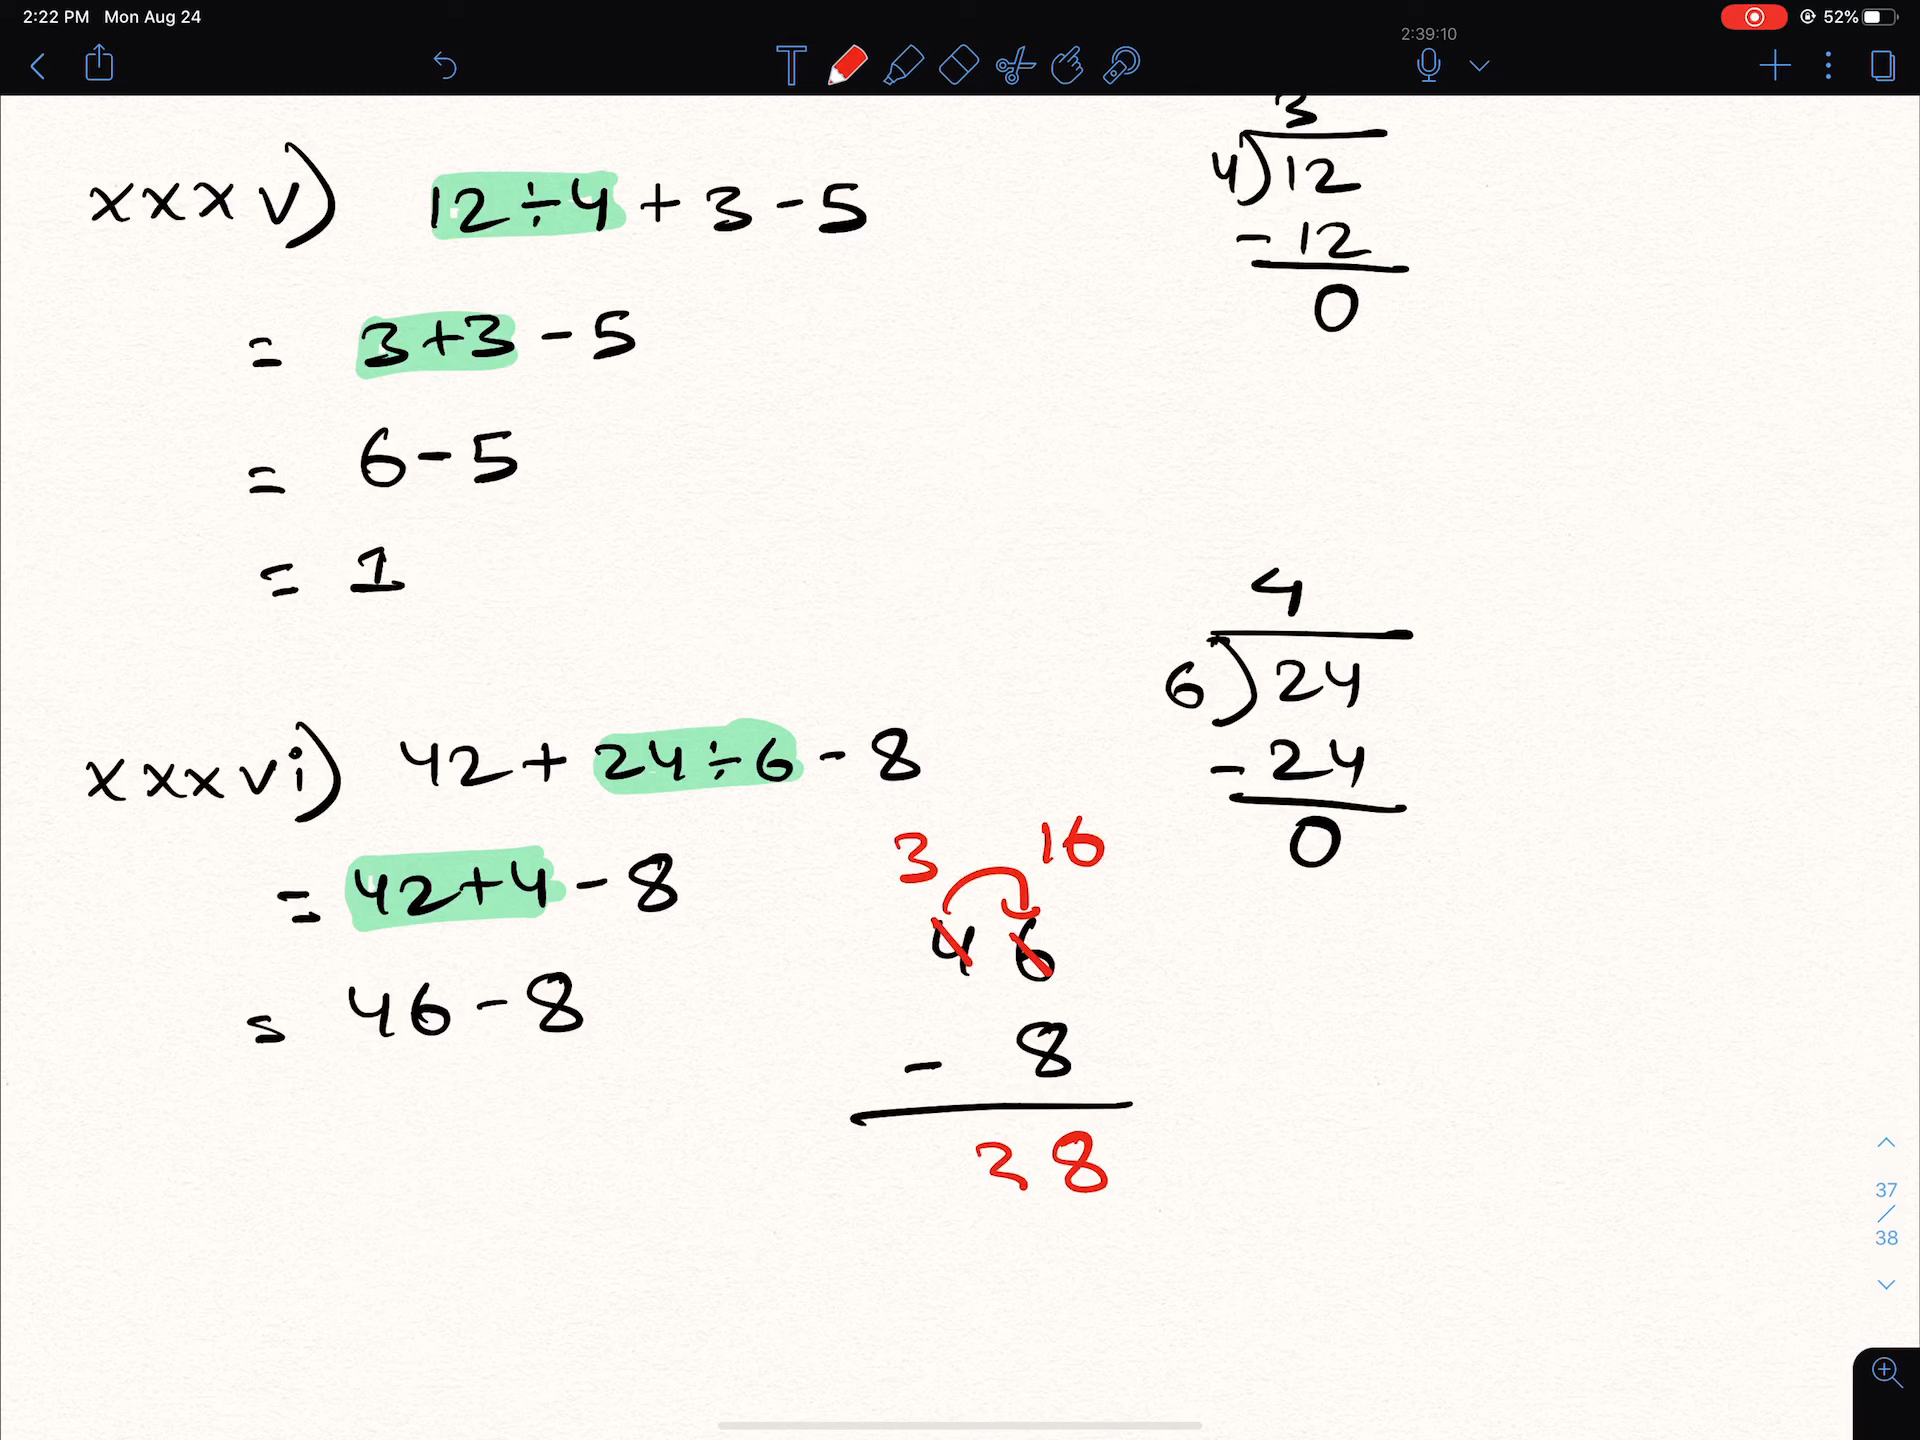 2:22 PM Mon Aug 24
52%
2:39:10
T
3
4)12
- 12
0
xxxv) 12÷4 + 3 - 5
= 3+3 - 5
= 6-5
= 1
4
6)24
- 24
0
xxxvi) 42 + 24÷6 - 8
= 42+4 - 8
= 46 - 8
3 16
4 6
- 8
38
37
/
38